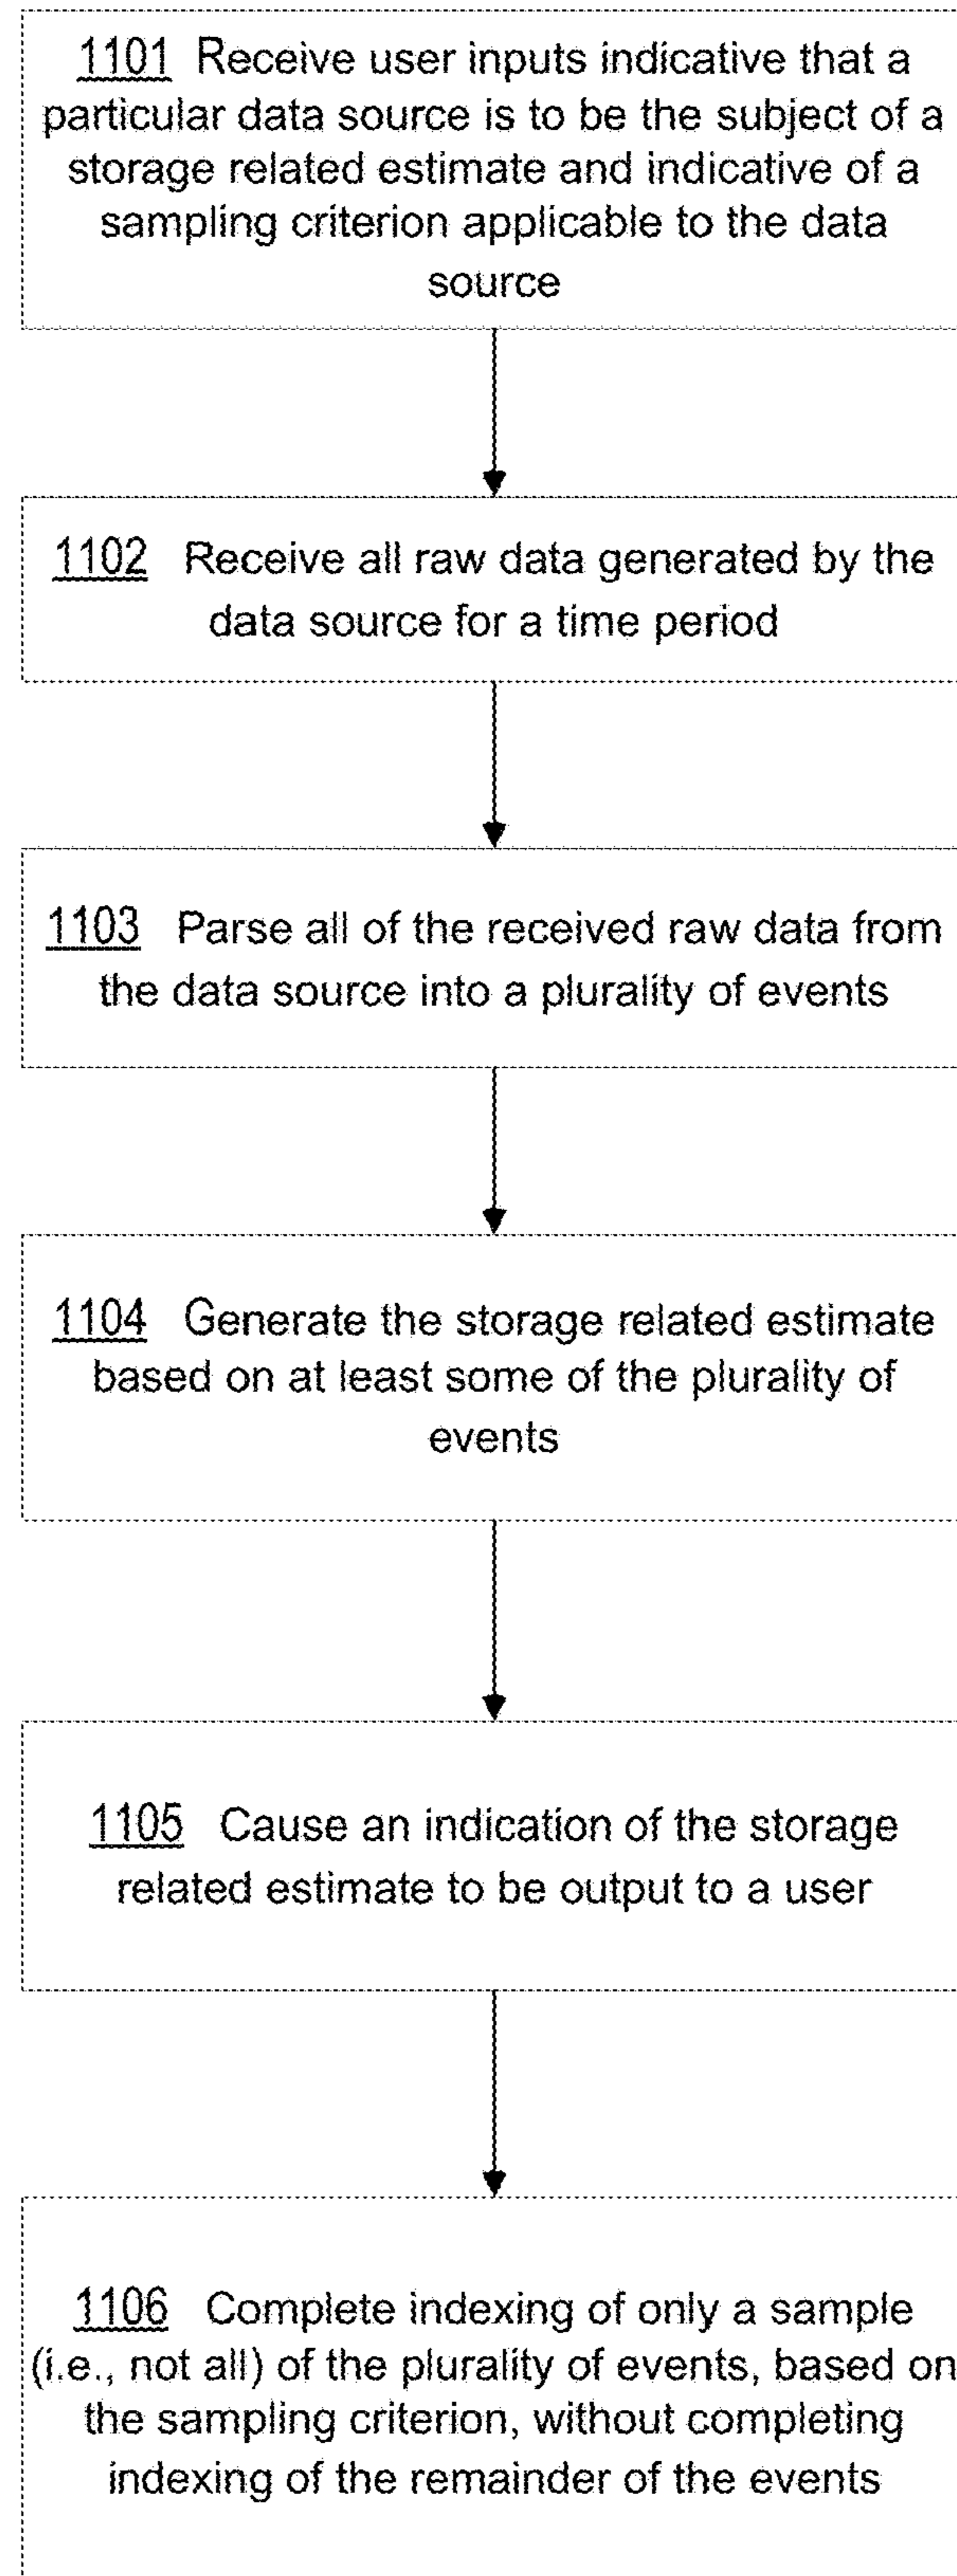 1101 Receive user inputs indicative that a
particular data source is to be the subject of a
storage related estimate and indicative of a
sampling criterion applicable to the data
source
1102 Receive all raw data generated by the
data source for a time period
1103 Parse all of the received raw data from
the data source into a plurality of events
1104 Generate the storage related estimate
based on at least some of the plurality of
events
1105 Cause an indication of the storage
related estimate to be output to a user
1106 Complete indexing of only a sample
(i.e., not all) of the plurality of events, based on
the sampling criterion, without completing
indexing of the remainder of the events